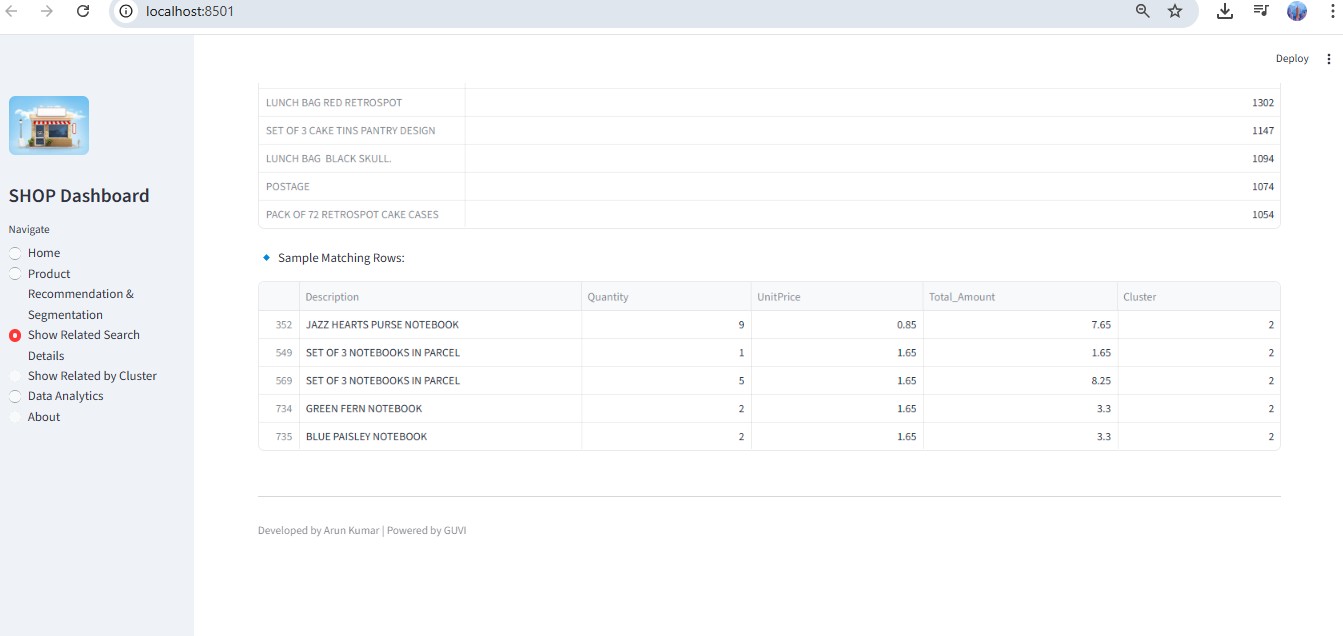 localhost:8501
Deploy
SHOP Dashboard
Navigate
Home
Product
Recommendation &
Segmentation
Show Related Search
Details
Show Related by Cluster
Data Analytics
About
LUNCH BAG RED RETROSPOT 1302
SET OF 3 CAKE TINS PANTRY DESIGN 1147
LUNCH BAG  BLACK SKULL. 1094
POSTAGE 1074
PACK OF 72 RETROSPOT CAKE CASES 1054
Sample Matching Rows:
Description Quantity UnitPrice Total_Amount Cluster
352 JAZZ HEARTS PURSE NOTEBOOK 9 0.85 7.65 2
549 SET OF 3 NOTEBOOKS IN PARCEL 1 1.65 1.65 2
569 SET OF 3 NOTEBOOKS IN PARCEL 5 1.65 8.25 2
734 GREEN FERN NOTEBOOK 2 1.65 3.3 2
735 BLUE PAISLEY NOTEBOOK 2 1.65 3.3 2
Developed by Arun Kumar | Powered by GUVI